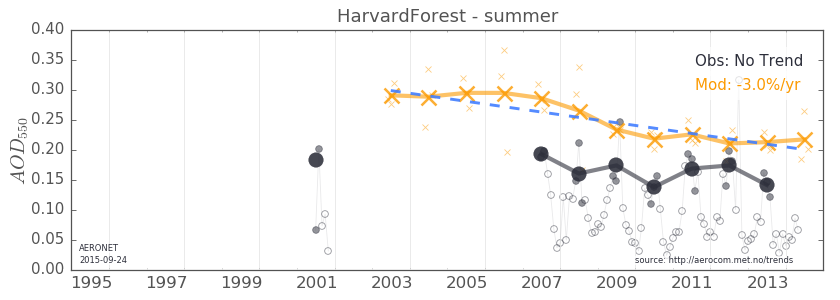 HarvardForest - summer
0.40
0.35
0.30
0.25
0.20
0.15
0.10
0.05
0.00
AOD550
Obs: No Trend
Mod: -3.0%/yr
AERONET
2015-09-24
source: http://aerocom.met.no/trends
1995 1997 1999 2001 2003 2005 2007 2009 2011 2013